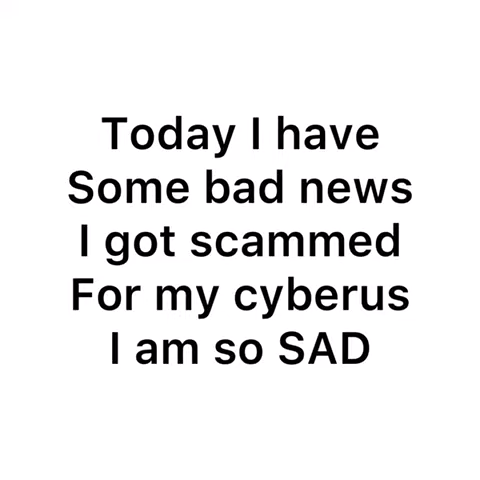 Today I have
Some bad news
I got scammed
For my cyberus
I am so SAD